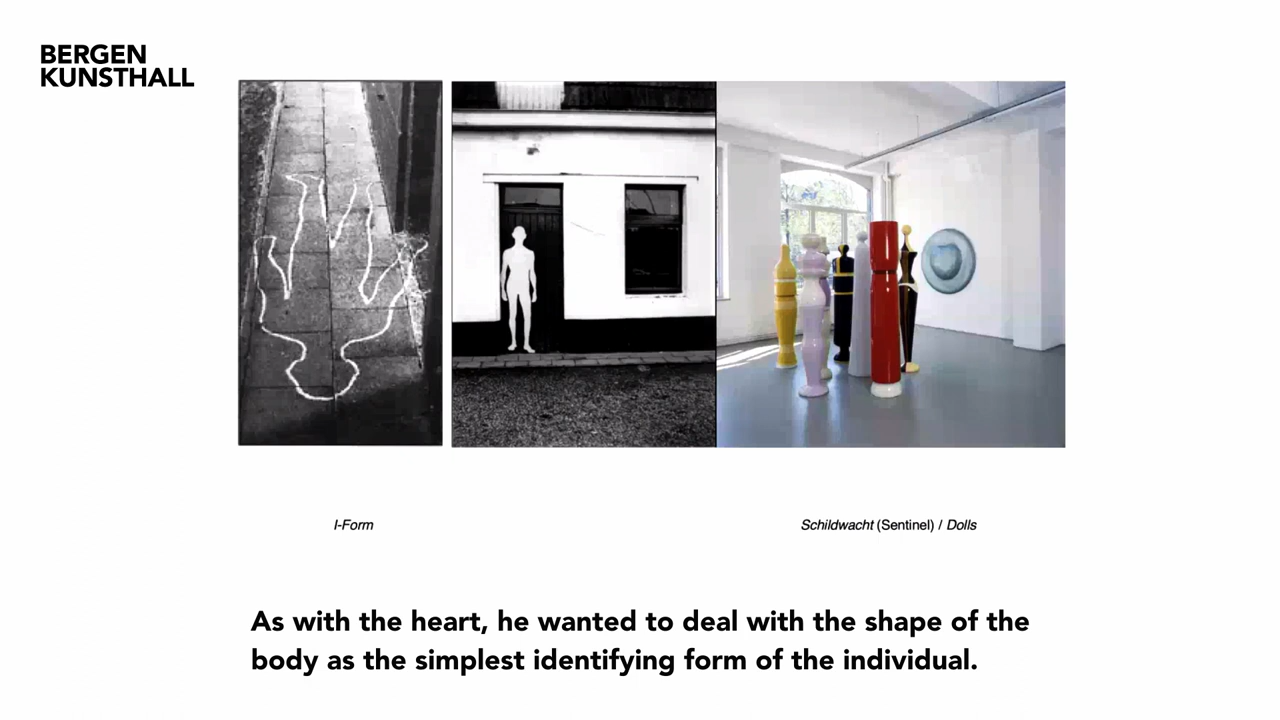 BERGEN
KUNSTHALL
I-Form
Schildwacht (Sentinel) / Dolls
As with the heart, he wanted to deal with the shape of the
body as the simplest identifying form of the individual.